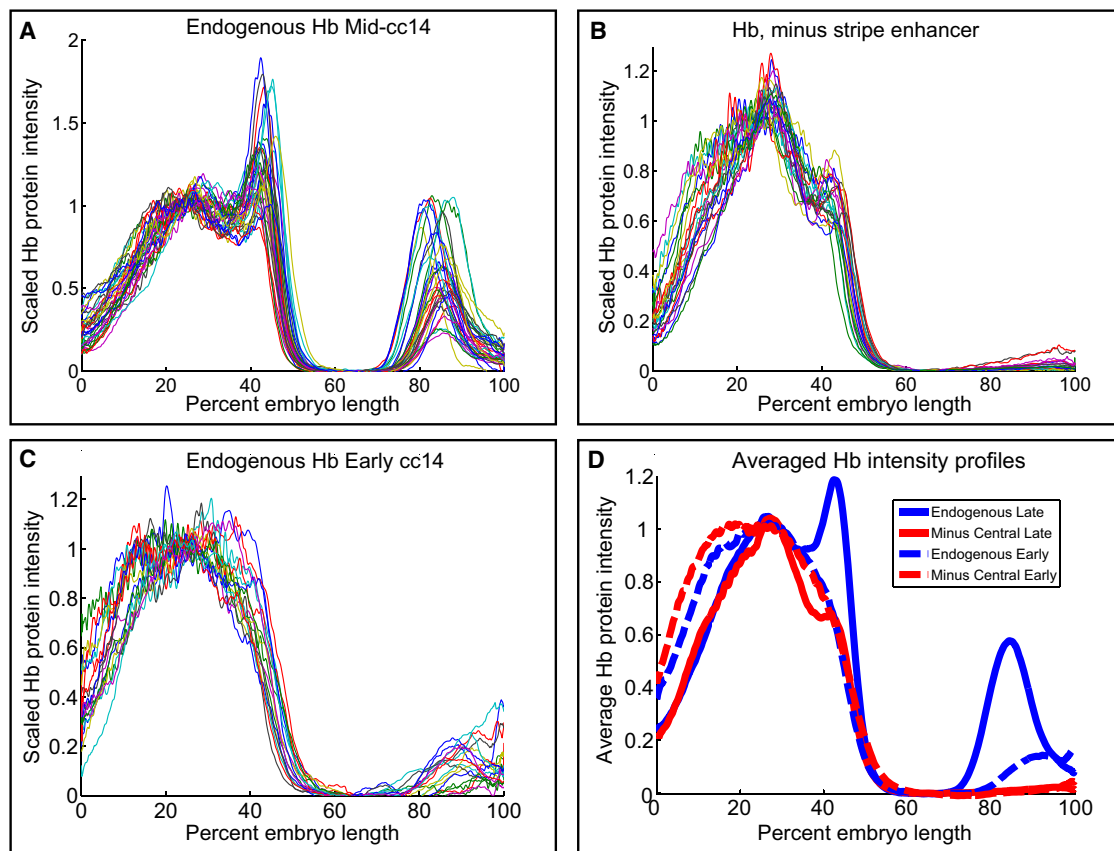 A
Endogenous Hb Mid-cc14
2
1.5
1
0.5
0
Scaled Hb protein intensity
0 20 40 60 80 100
Percent embryo length
B
Hb, minus stripe enhancer
1.2
1
0.8
0.6
0.4
0.2
0
Scaled Hb protein intensity
0 20 40 60 80 100
Percent embryo length
C
Endogenous Hb Early cc14
1.2
1
0.8
0.6
0.4
0.2
0
Scaled Hb protein intensity
0 20 40 60 80 100
Percent embryo length
D
Averaged Hb intensity profiles
1.2
1
0.8
0.6
0.4
0.2
0
Average Hb protein intensity
Endogenous Late
Minus Central Late
Endogenous Early
Minus Central Early
0 20 40 60 80 100
Percent embryo length